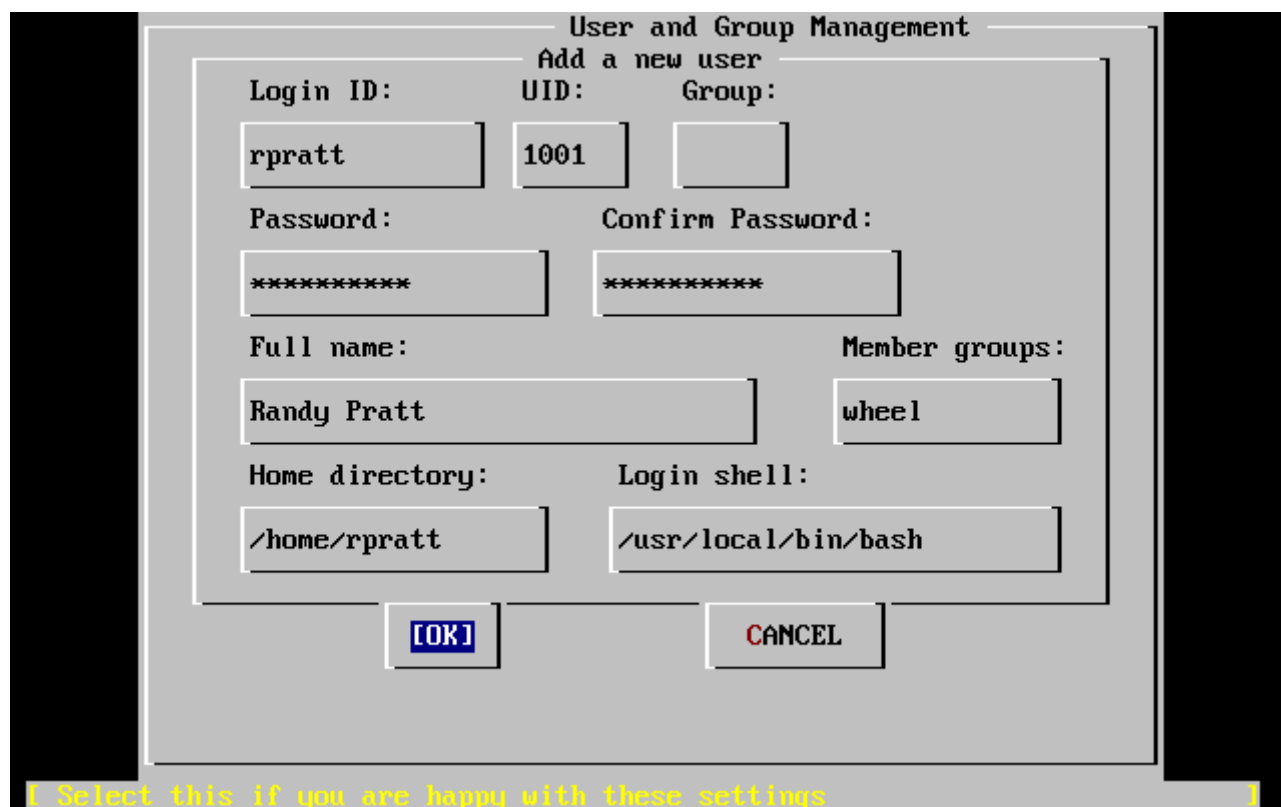 User and Group Management
Add a new user
Login ID: UID: Group:
rpratt 1001
Password: Confirm Password:
********** **********
Full name: Member groups:
Randy Pratt wheel
Home directory: Login shell:
/home/rpratt /usr/local/bin/bash
[OK] CANCEL
[ Select this if you are happy with these settings ]